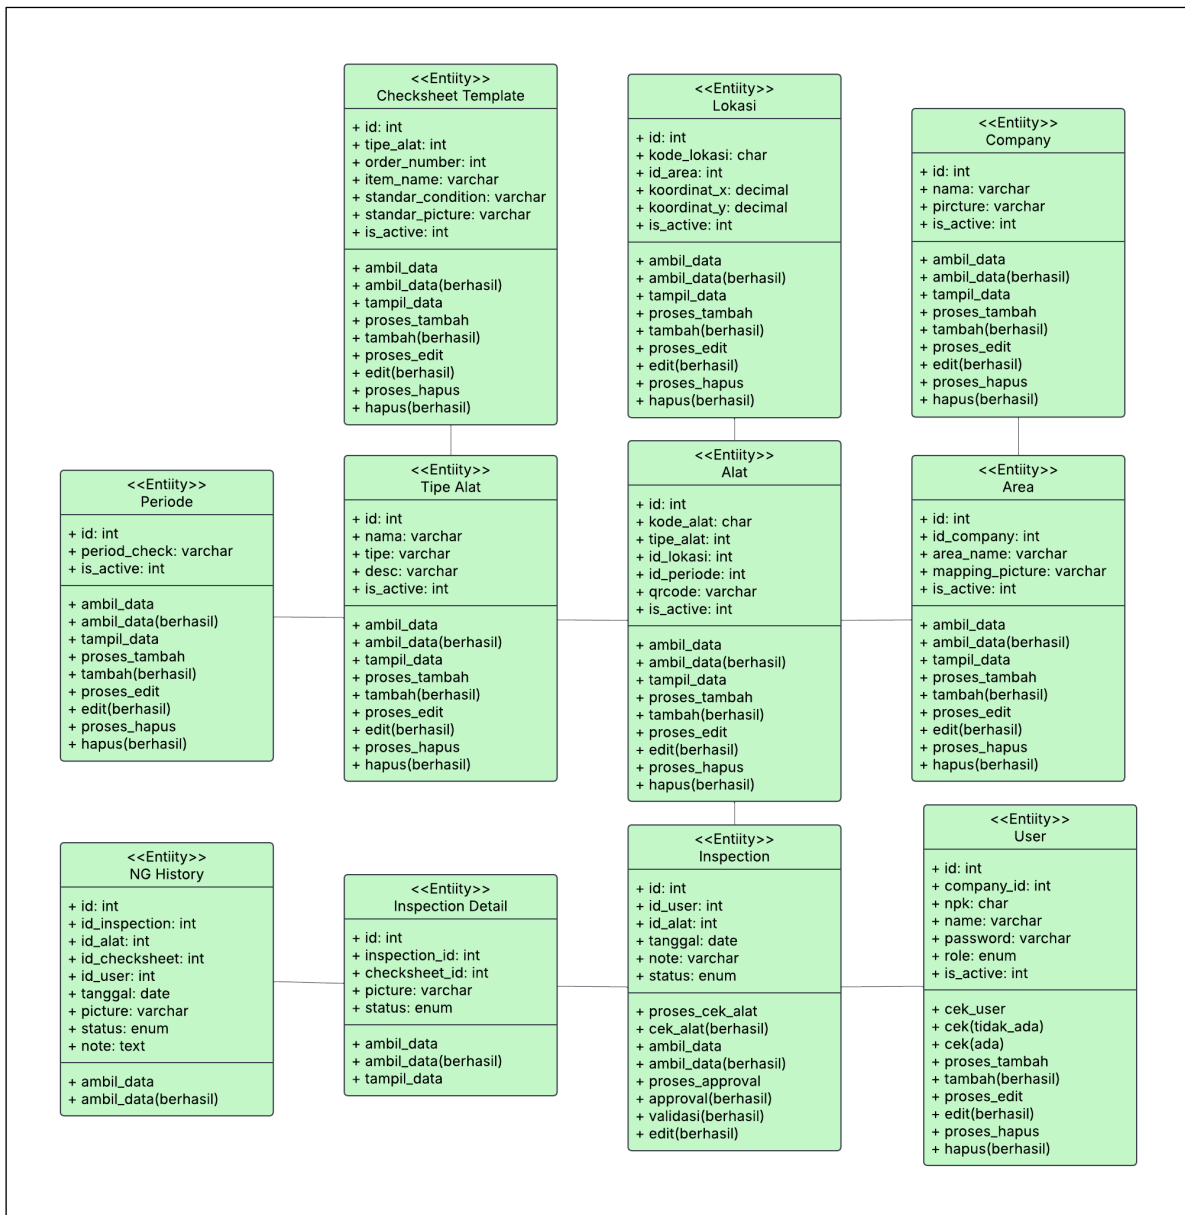 <<Entiity>>
Checksheet Template
+ id: int
+ tipe_alat: int
+ order_number: int
+ item_name: varchar
+ standar_condition: varchar
+ standar_picture: varchar
+ is_active: int
+ ambil_data
+ ambil_data(berhasil)
+ tampil_data
+ proses_tambah
+ tambah(berhasil)
+ proses_edit
+ edit(berhasil)
+ proses_hapus
+ hapus(berhasil)
<<Entiity>>
Lokasi
+ id: int
+ kode_lokasi: char
+ id_area: int
+ koordinat_x: decimal
+ koordinat_y: decimal
+ is_active: int
+ ambil_data
+ ambil_data(berhasil)
+ tampil_data
+ proses_tambah
+ tambah(berhasil)
+ proses_edit
+ edit(berhasil)
+ proses_hapus
+ hapus(berhasil)
<<Entiity>>
Company
+ id: int
+ nama: varchar
+ pircture: varchar
+ is_active: int
+ ambil_data
+ ambil_data(berhasil)
+ tampil_data
+ proses_tambah
+ tambah(berhasil)
+ proses_edit
+ edit(berhasil)
+ proses_hapus
+ hapus(berhasil)
<<Entiity>>
Periode
+ id: int
+ period_check: varchar
+ is_active: int
+ ambil_data
+ ambil_data(berhasil)
+ tampil_data
+ proses_tambah
+ tambah(berhasil)
+ proses_edit
+ edit(berhasil)
+ proses_hapus
+ hapus(berhasil)
<<Entiity>>
Tipe Alat
+ id: int
+ nama: varchar
+ tipe: varchar
+ desc: varchar
+ is_active: int
+ ambil_data
+ ambil_data(berhasil)
+ tampil_data
+ proses_tambah
+ tambah(berhasil)
+ proses_edit
+ edit(berhasil)
+ proses_hapus
+ hapus(berhasil)
<<Entiity>>
Alat
+ id: int
+ kode_alat: char
+ tipe_alat: int
+ id_lokasi: int
+ id_periode: int
+ qrcode: varchar
+ is_active: int
+ ambil_data
+ ambil_data(berhasil)
+ tampil_data
+ proses_tambah
+ tambah(berhasil)
+ proses_edit
+ edit(berhasil)
+ proses_hapus
+ hapus(berhasil)
<<Entiity>>
Area
+ id: int
+ id_company: int
+ area_name: varchar
+ mapping_picture: varchar
+ is_active: int
+ ambil_data
+ ambil_data(berhasil)
+ tampil_data
+ proses_tambah
+ tambah(berhasil)
+ proses_edit
+ edit(berhasil)
+ proses_hapus
+ hapus(berhasil)
<<Entiity>>
NG History
+ id: int
+ id_inspection: int
+ id_alat: int
+ id_checksheet: int
+ id_user: int
+ tanggal: date
+ picture: varchar
+ status: enum
+ note: text
+ ambil_data
+ ambil_data(berhasil)
<<Entiity>>
Inspection Detail
+ id: int
+ inspection_id: int
+ checksheet_id: int
+ picture: varchar
+ status: enum
+ ambil_data
+ ambil_data(berhasil)
+ tampil_data
<<Entiity>>
Inspection
+ id: int
+ id_user: int
+ id_alat: int
+ tanggal: date
+ note: varchar
+ status: enum
+ proses_cek_alat
+ cek_alat(berhasil)
+ ambil_data
+ ambil_data(berhasil)
+ proses_approval
+ approval(berhasil)
+ validasi(berhasil)
+ edit(berhasil)
<<Entiity>>
User
+ id: int
+ company_id: int
+ npk: char
+ name: varchar
+ password: varchar
+ role: enum
+ is_active: int
+ cek_user
+ cek(tidak_ada)
+ cek(ada)
+ proses_tambah
+ tambah(berhasil)
+ proses_edit
+ edit(berhasil)
+ proses_hapus
+ hapus(berhasil)